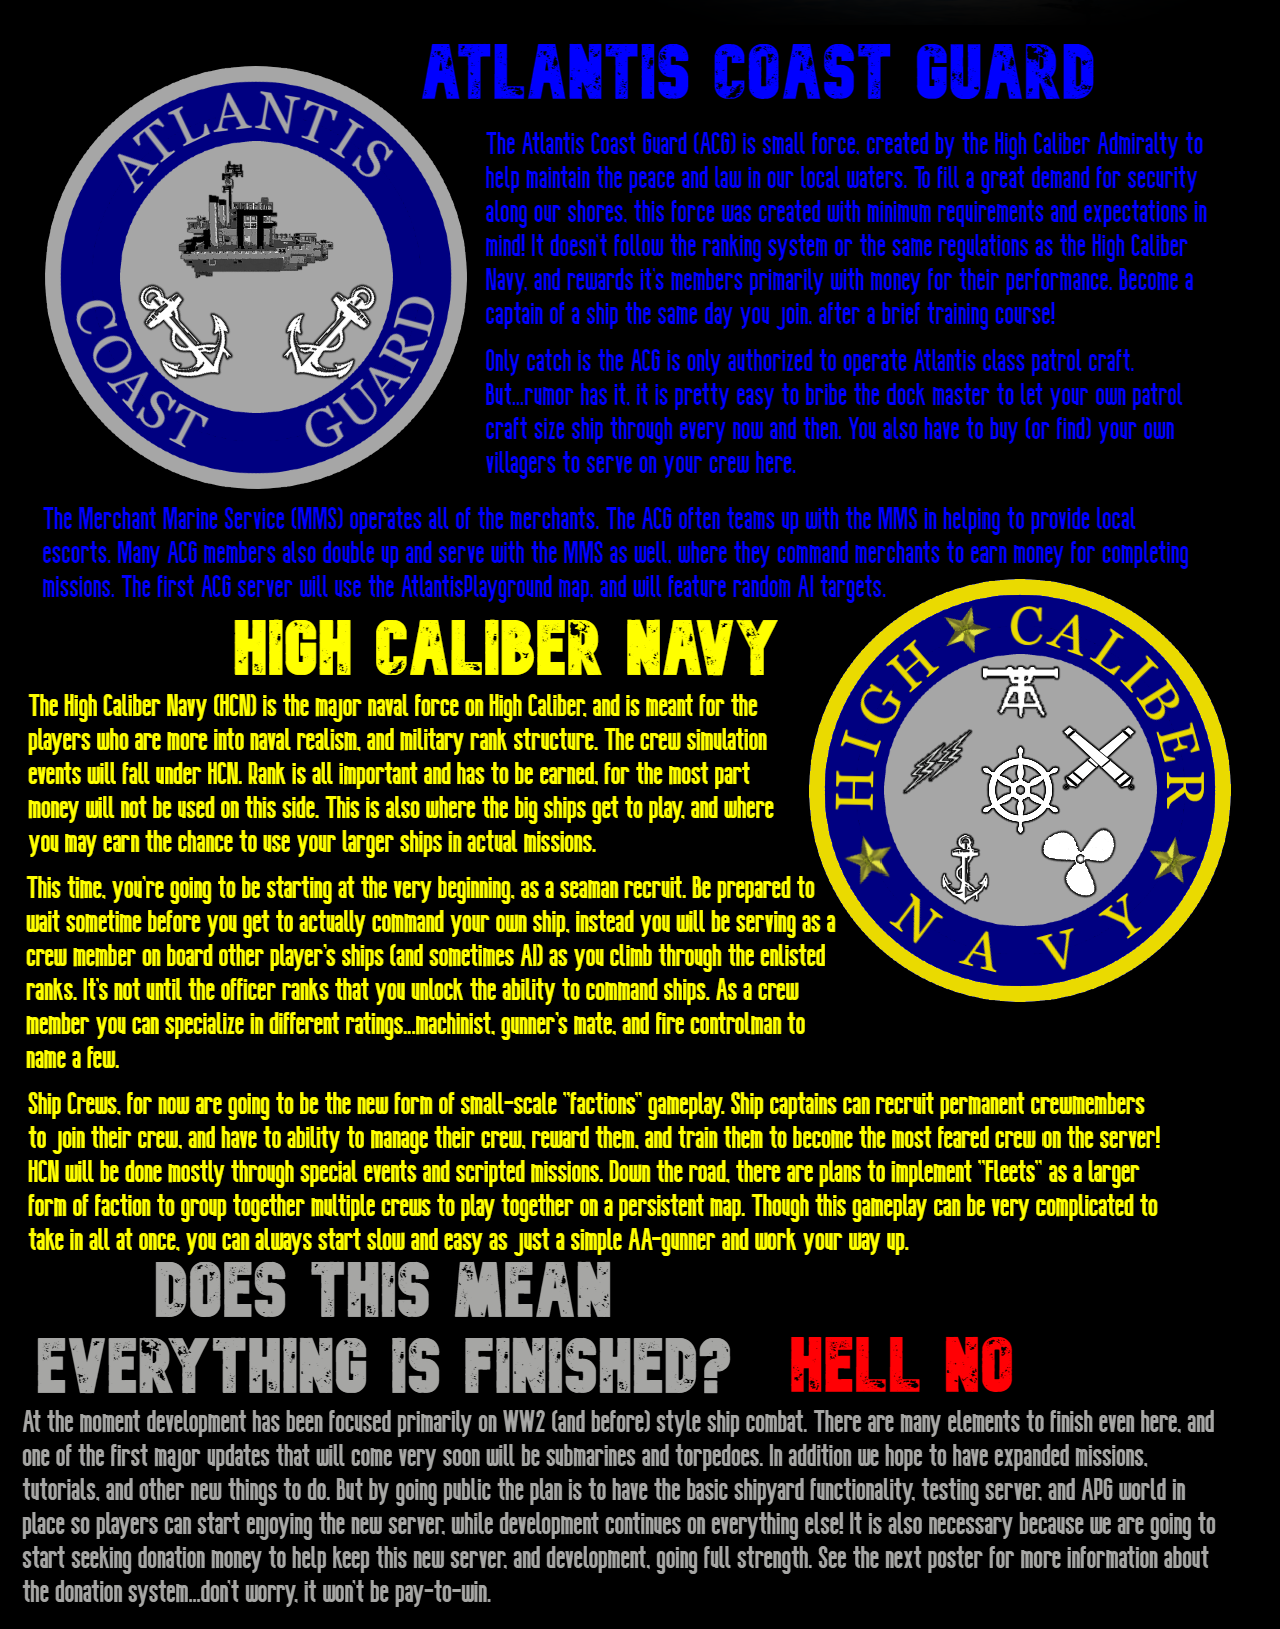 ATLANTIS COAST GUARD
ATLANTIS
COAST GUARD
The Atlantis Coast Guard (ACG) is small force, created by the High Caliber Admiralty to
help maintain the peace and law in our local waters. To fill a great demand for security
along our shores, this force was created with minimum requirements and expectations in
mind! It doesn't follow the ranking system or the same regulations as the High Caliber
Navy, and rewards it's members primarily with money for their performance. Become a
captain of a ship the same day you join, after a brief training course!
Only catch is the ACG is only authorized to operate Atlantis class patrol craft.
But...rumor has it, it is pretty easy to bribe the dock master to let your own patrol
craft size ship through every now and then. You also have to buy (or find) your own
villagers to serve on your crew here.
The Merchant Marine Service (MMS) operates all of the merchants. The ACG often teams up with the MMS in helping to provide local
escorts. Many ACG members also double up and serve with the MMS as well, where they command merchants to earn money for completing
missions. The first ACG server will use the AtlantisPlayground map, and will feature random AI targets.
HIGH CALIBER NAVY
HIGH CALIBER
NAVY
The High Caliber Navy (HCN) is the major naval force on High Caliber, and is meant for the
players who are more into naval realism, and military rank structure. The crew simulation
events will fall under HCN. Rank is all important and has to be earned, for the most part
money will not be used on this side. This is also where the big ships get to play, and where
you may earn the chance to use your larger ships in actual missions.
This time, you're going to be starting at the very beginning, as a seaman recruit. Be prepared to
wait sometime before you get to actually command your own ship, instead you will be serving as a
crew member on board other player's ships (and sometimes AI) as you climb through the enlisted
ranks. It's not until the officer ranks that you unlock the ability to command ships. As a crew
member you can specialize in different ratings...machinist, gunner's mate, and fire controlman to
name a few.
Ship Crews, for now are going to be the new form of small-scale "factions" gameplay. Ship captains can recruit permanent crewmembers
to join their crew, and have to ability to manage their crew, reward them, and train them to become the most feared crew on the server!
HCN will be done mostly through special events and scripted missions. Down the road, there are plans to implement "Fleets" as a larger
form of faction to group together multiple crews to play together on a persistent map. Though this gameplay can be very complicated to
take in all at once, you can always start slow and easy as just a simple AA-gunner and work your way up.
DOES THIS MEAN
EVERYTHING IS FINISHED? HELL NO
At the moment development has been focused primarily on WW2 (and before) style ship combat. There are many elements to finish even here, and
one of the first major updates that will come very soon will be submarines and torpedoes. In addition we hope to have expanded missions,
tutorials, and other new things to do. But by going public the plan is to have the basic shipyard functionality, testing server, and APG world in
place so players can start enjoying the new server, while development continues on everything else! It is also necessary because we are going to
start seeking donation money to help keep this new server, and development, going full strength. See the next poster for more information about
the donation system...don't worry, it won't be pay-to-win.